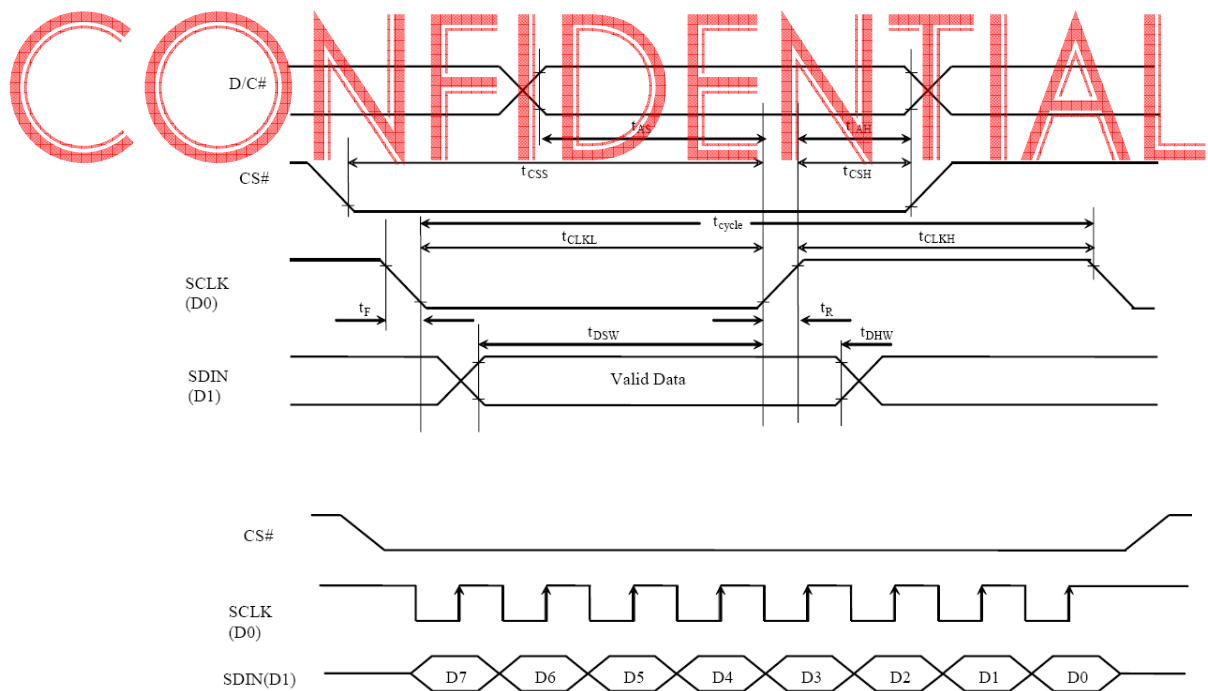 CONFIDENTIAL
D/C#
tAS
tAH
tCSS
tCSH
CS#
tcycle
tCLKL
tCLKH
SCLK
(D0)
tF
tR
tDSW
tDHW
SDIN
(D1)
Valid Data
CS#
SCLK
(D0)
SDIN(D1)
D7 D6 D5 D4 D3 D2 D1 D0